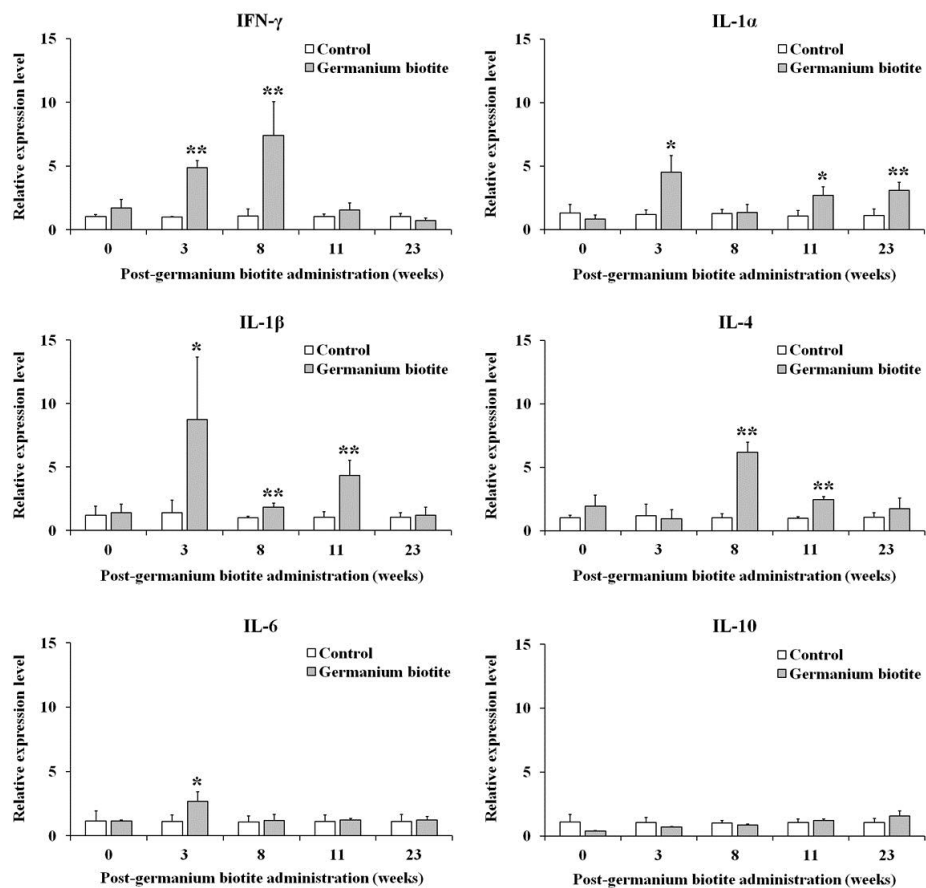 IFN-γ
Relative expression level
15
10
5
0
Control
Germanium biotite
**
**
0 3 8 11 23
Post-germanium biotite administration (weeks)
IL-1α
Relative expression level
15
10
5
0
Control
Germanium biotite
*
*
**
0 3 8 11 23
Post-germanium biotite administration (weeks)
IL-1β
Relative expression level
15
10
5
0
Control
Germanium biotite
*
**
**
0 3 8 11 23
Post-germanium biotite administration (weeks)
IL-4
Relative expression level
15
10
5
0
Control
Germanium biotite
**
**
0 3 8 11 23
Post-germanium biotite administration (weeks)
IL-6
Relative expression level
15
10
5
0
Control
Germanium biotite
*
0 3 8 11 23
Post-germanium biotite administration (weeks)
IL-10
Relative expression level
15
10
5
0
Control
Germanium biotite
0 3 8 11 23
Post-germanium biotite administration (weeks)